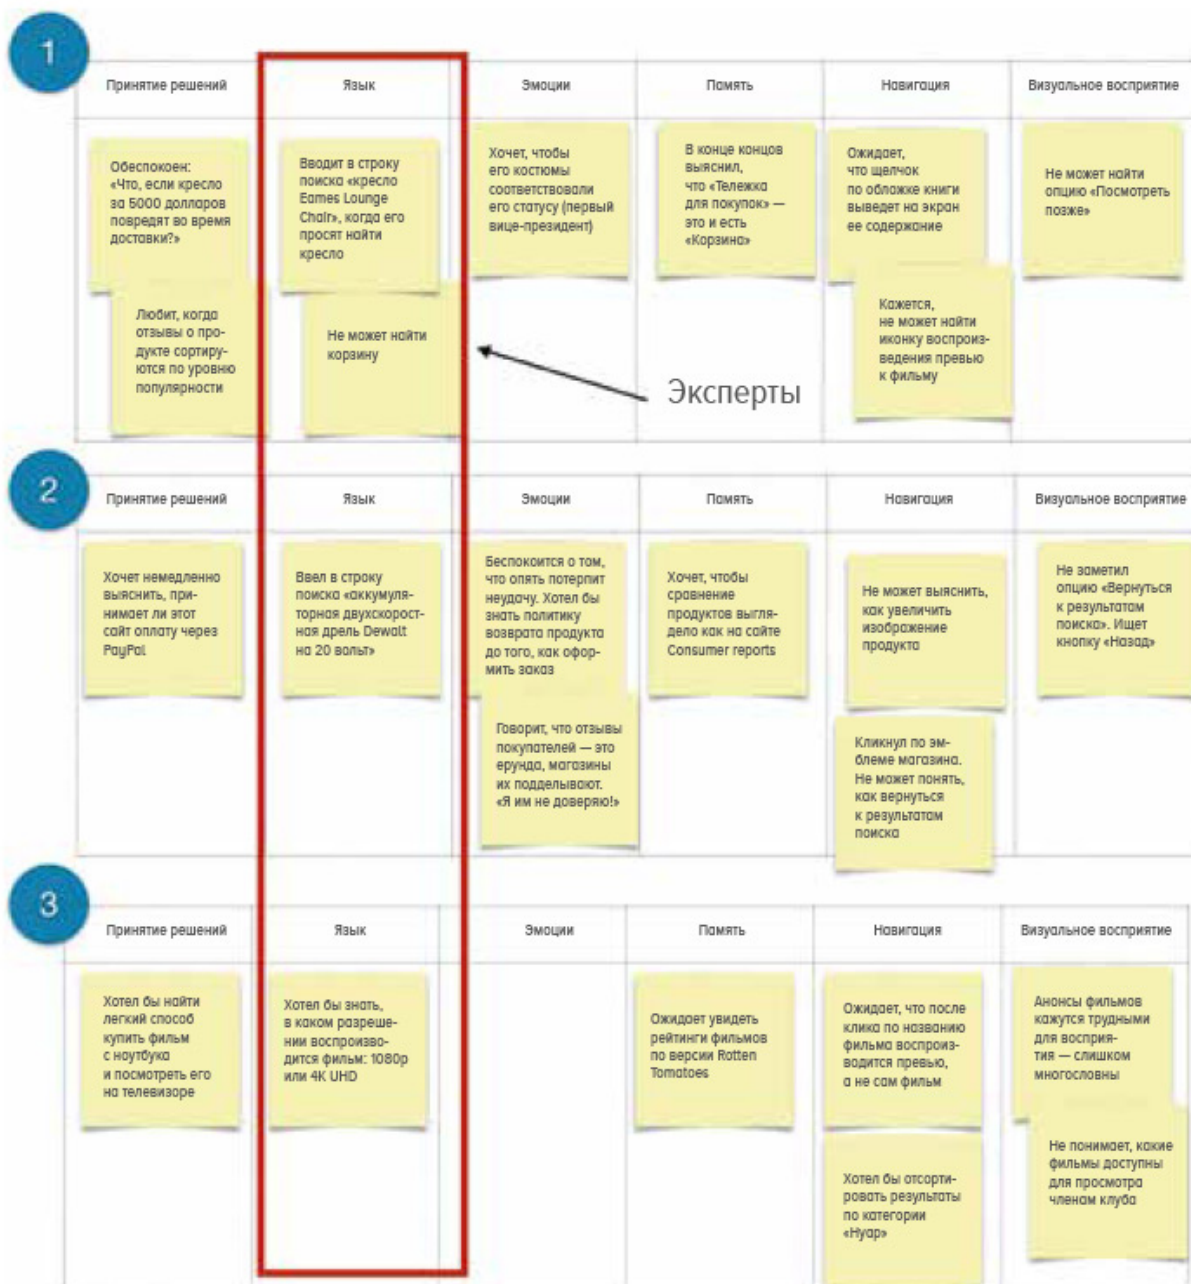 1
Принятие решений
Язык
Эмоции
Память
Навигация
Визуальное восприятие
Обеспокоен:
«Что, если кресло
за 5000 долларов
повредят во время
доставки?»
Любит, когда
отзывы о про-
дукте сортиру-
ются по уровню
популярности
Вводит в строку
поиска «кресло
Eames Lounge
Chair», когда его
просят найти
кресло
Не может найти
корзину
Хочет, чтобы
его костюмы
соответствовали
его статусу (первый
вице-президент)
В конце концов
выяснил,
что «Тележка
для покупок» —
это и есть
«Корзина»
Ожидает,
что щелчок
по обложке книги
выведет на экран
ее содержание
Кажется,
не может найти
иконку воспроиз-
ведения превью
к фильму
Не может найти
опцию «Посмотреть
позже»
Эксперты
2
Принятие решений
Язык
Эмоции
Память
Навигация
Визуальное восприятие
Хочет немедленно
выяснить, при-
нимает ли этот
сайт оплату через
PayPal
Ввел в строку
поиска «аккумуля-
торная двухскорост-
ная дрель Dewalt
на 20 вольт»
Беспокоится о том,
что опять потерпит
неудачу. Хотел бы
знать политику
возврата продукта
до того, как офор-
мить заказ
Говорит, что отзывы
покупателей — это
ерунда, магазины
их подделывают.
«Я им не доверяю!»
Хочет, чтобы
сравнение
продуктов выгля-
дело как на сайте
Consumer reports
Не может выяснить,
как увеличить
изображение
продукта
Кликнул по эм-
блеме магазина.
Не может понять,
как вернуться
к результатам
поиска
Не заметил
опцию «Вернуться
к результатам
поиска». Ищет
кнопку «Назад»
3
Принятие решений
Язык
Эмоции
Память
Навигация
Визуальное восприятие
Хотел бы найти
легкий способ
купить фильм
с ноутбука
и посмотреть его
на телевизоре
Хотел бы знать,
в каком разреше-
нии воспроизво-
дится фильм: 1080p
или 4K UHD
Ожидает увидеть
рейтинги фильмов
по версии Rotten
Tomatoes
Ожидает, что после
клика по названию
фильма воспроиз-
водится превью,
а не сам фильм
Хотел бы отсорти-
ровать результаты
по категории
«Нуар»
Анонсы фильмов
кажутся трудными
для восприя-
тия — слишком
многословны
Не понимает, какие
фильмы доступны
для просмотра
членам клуба